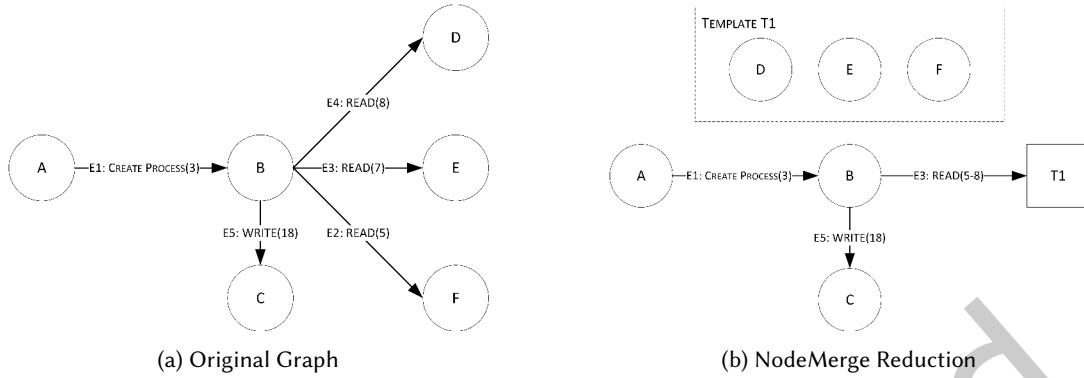 D
E4: READ(8)
A
E1: CREATE PROCESS(3)
B
E3: READ(7)
E
E5: WRITE(18)
E2: READ(5)
C
F
(a) Original Graph
TEMPLATE T1
D
E
F
A
E1: CREATE PROCESS(3)
B
E3: READ(5-8)
T1
E5: WRITE(18)
C
(b) NodeMerge Reduction